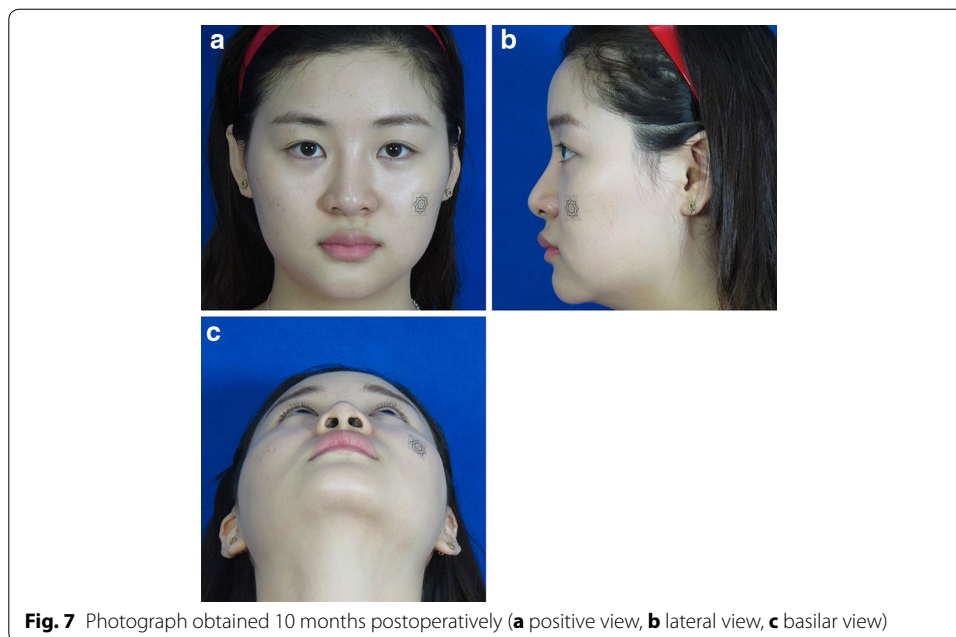 a
b
c
Fig. 7 Photograph obtained 10 months postoperatively (a positive view, b lateral view, c basilar view)